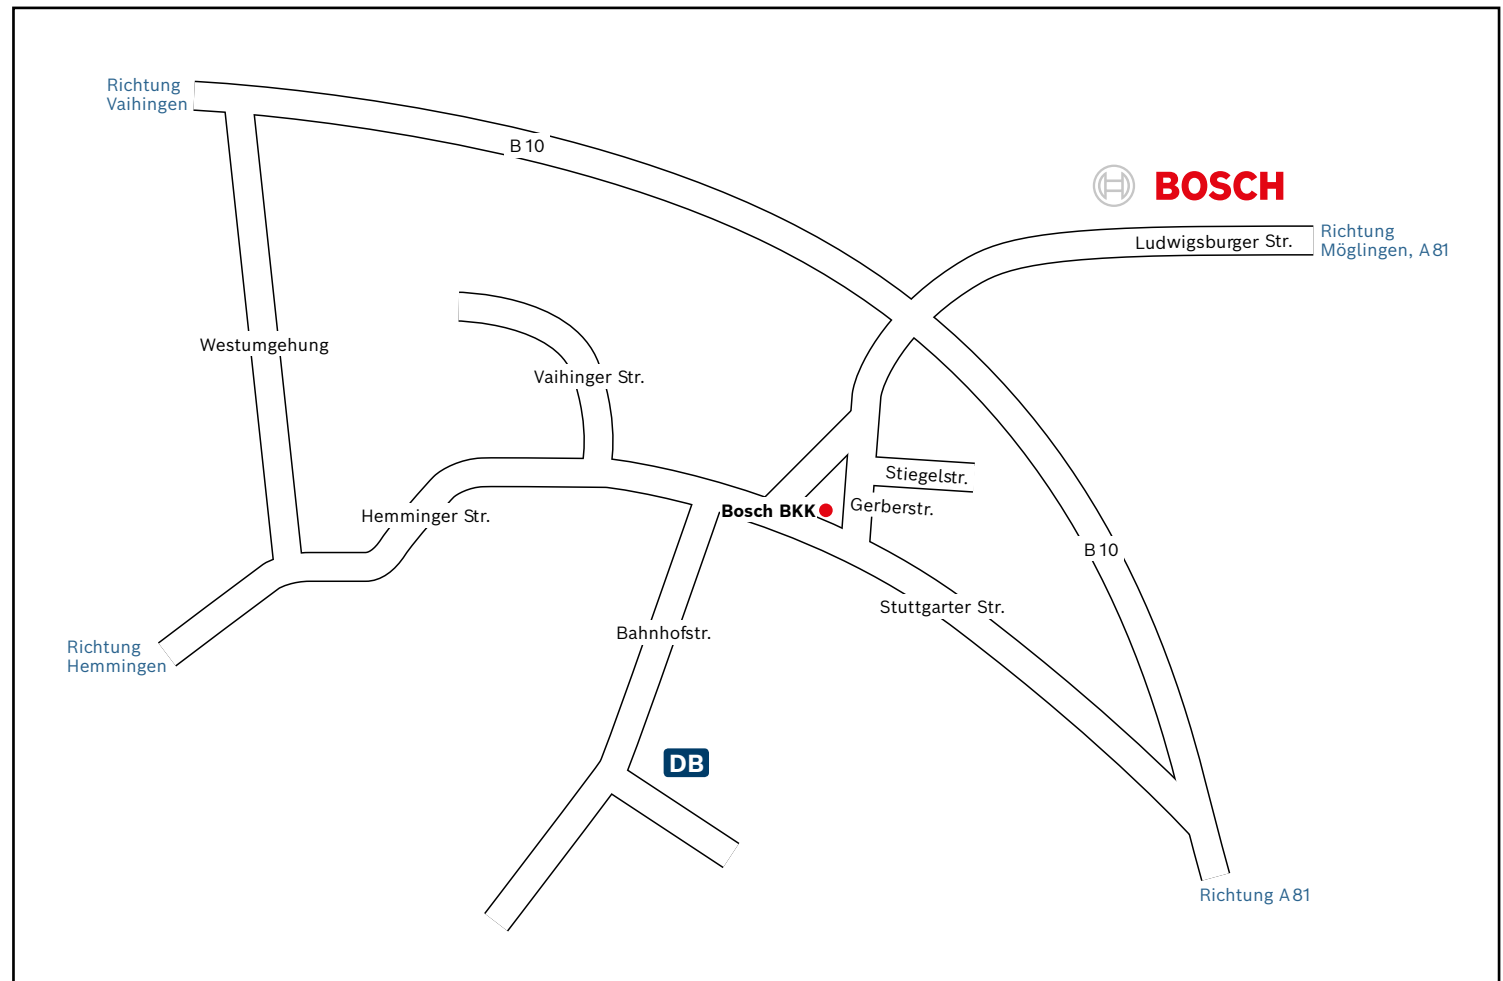 Richtung
Vaihingen
B 10
BOSCH
Ludwigsburger Str.
Richtung
Möglingen, A 81
Westumgehung
Vaihinger Str.
Stiegelstr.
Hemminger Str.
Bosch BKK
Gerberstr.
B 10
Stuttgarter Str.
Bahnhofstr.
Richtung
Hemmingen
DB
Richtung A 81